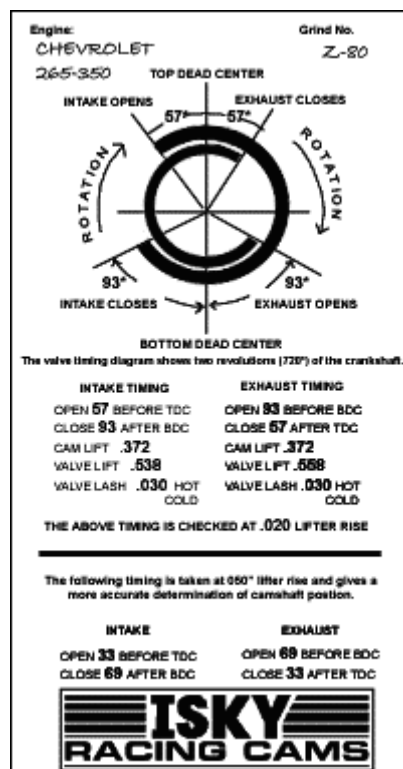 Engine: Grind No.
CHEVROLET Z-80
265-350 TOP DEAD CENTER
INTAKE OPENS EXHAUST CLOSES
57° 57°
ROTATION ROTATION
93° 93°
INTAKE CLOSES EXHAUST OPENS
BOTTOM DEAD CENTER
The valve timing diagram shows two revolutions (720°) of the crankshaft.
INTAKE TIMING EXHAUST TIMING
OPEN 57 BEFORE TDC OPEN 93 BEFORE BDC
CLOSE 93 AFTER BDC CLOSE 57 AFTER TDC
CAM LIFT .372 CAM LIFT .372
VALVE LIFT .538 VALVE LIFT .558
VALVE LASH .030 HOT VALVE LASH .030 HOT
COLD COLD
THE ABOVE TIMING IS CHECKED AT .020 LIFTER RISE
The following timing is taken at 050" lifter rise and gives a
more accurate determination of camshaft postion.
INTAKE EXHAUST
OPEN 33 BEFORE TDC OPEN 69 BEFORE BDC
CLOSE 69 AFTER BDC CLOSE 33 AFTER TDC
ISKY
RACING CAMS